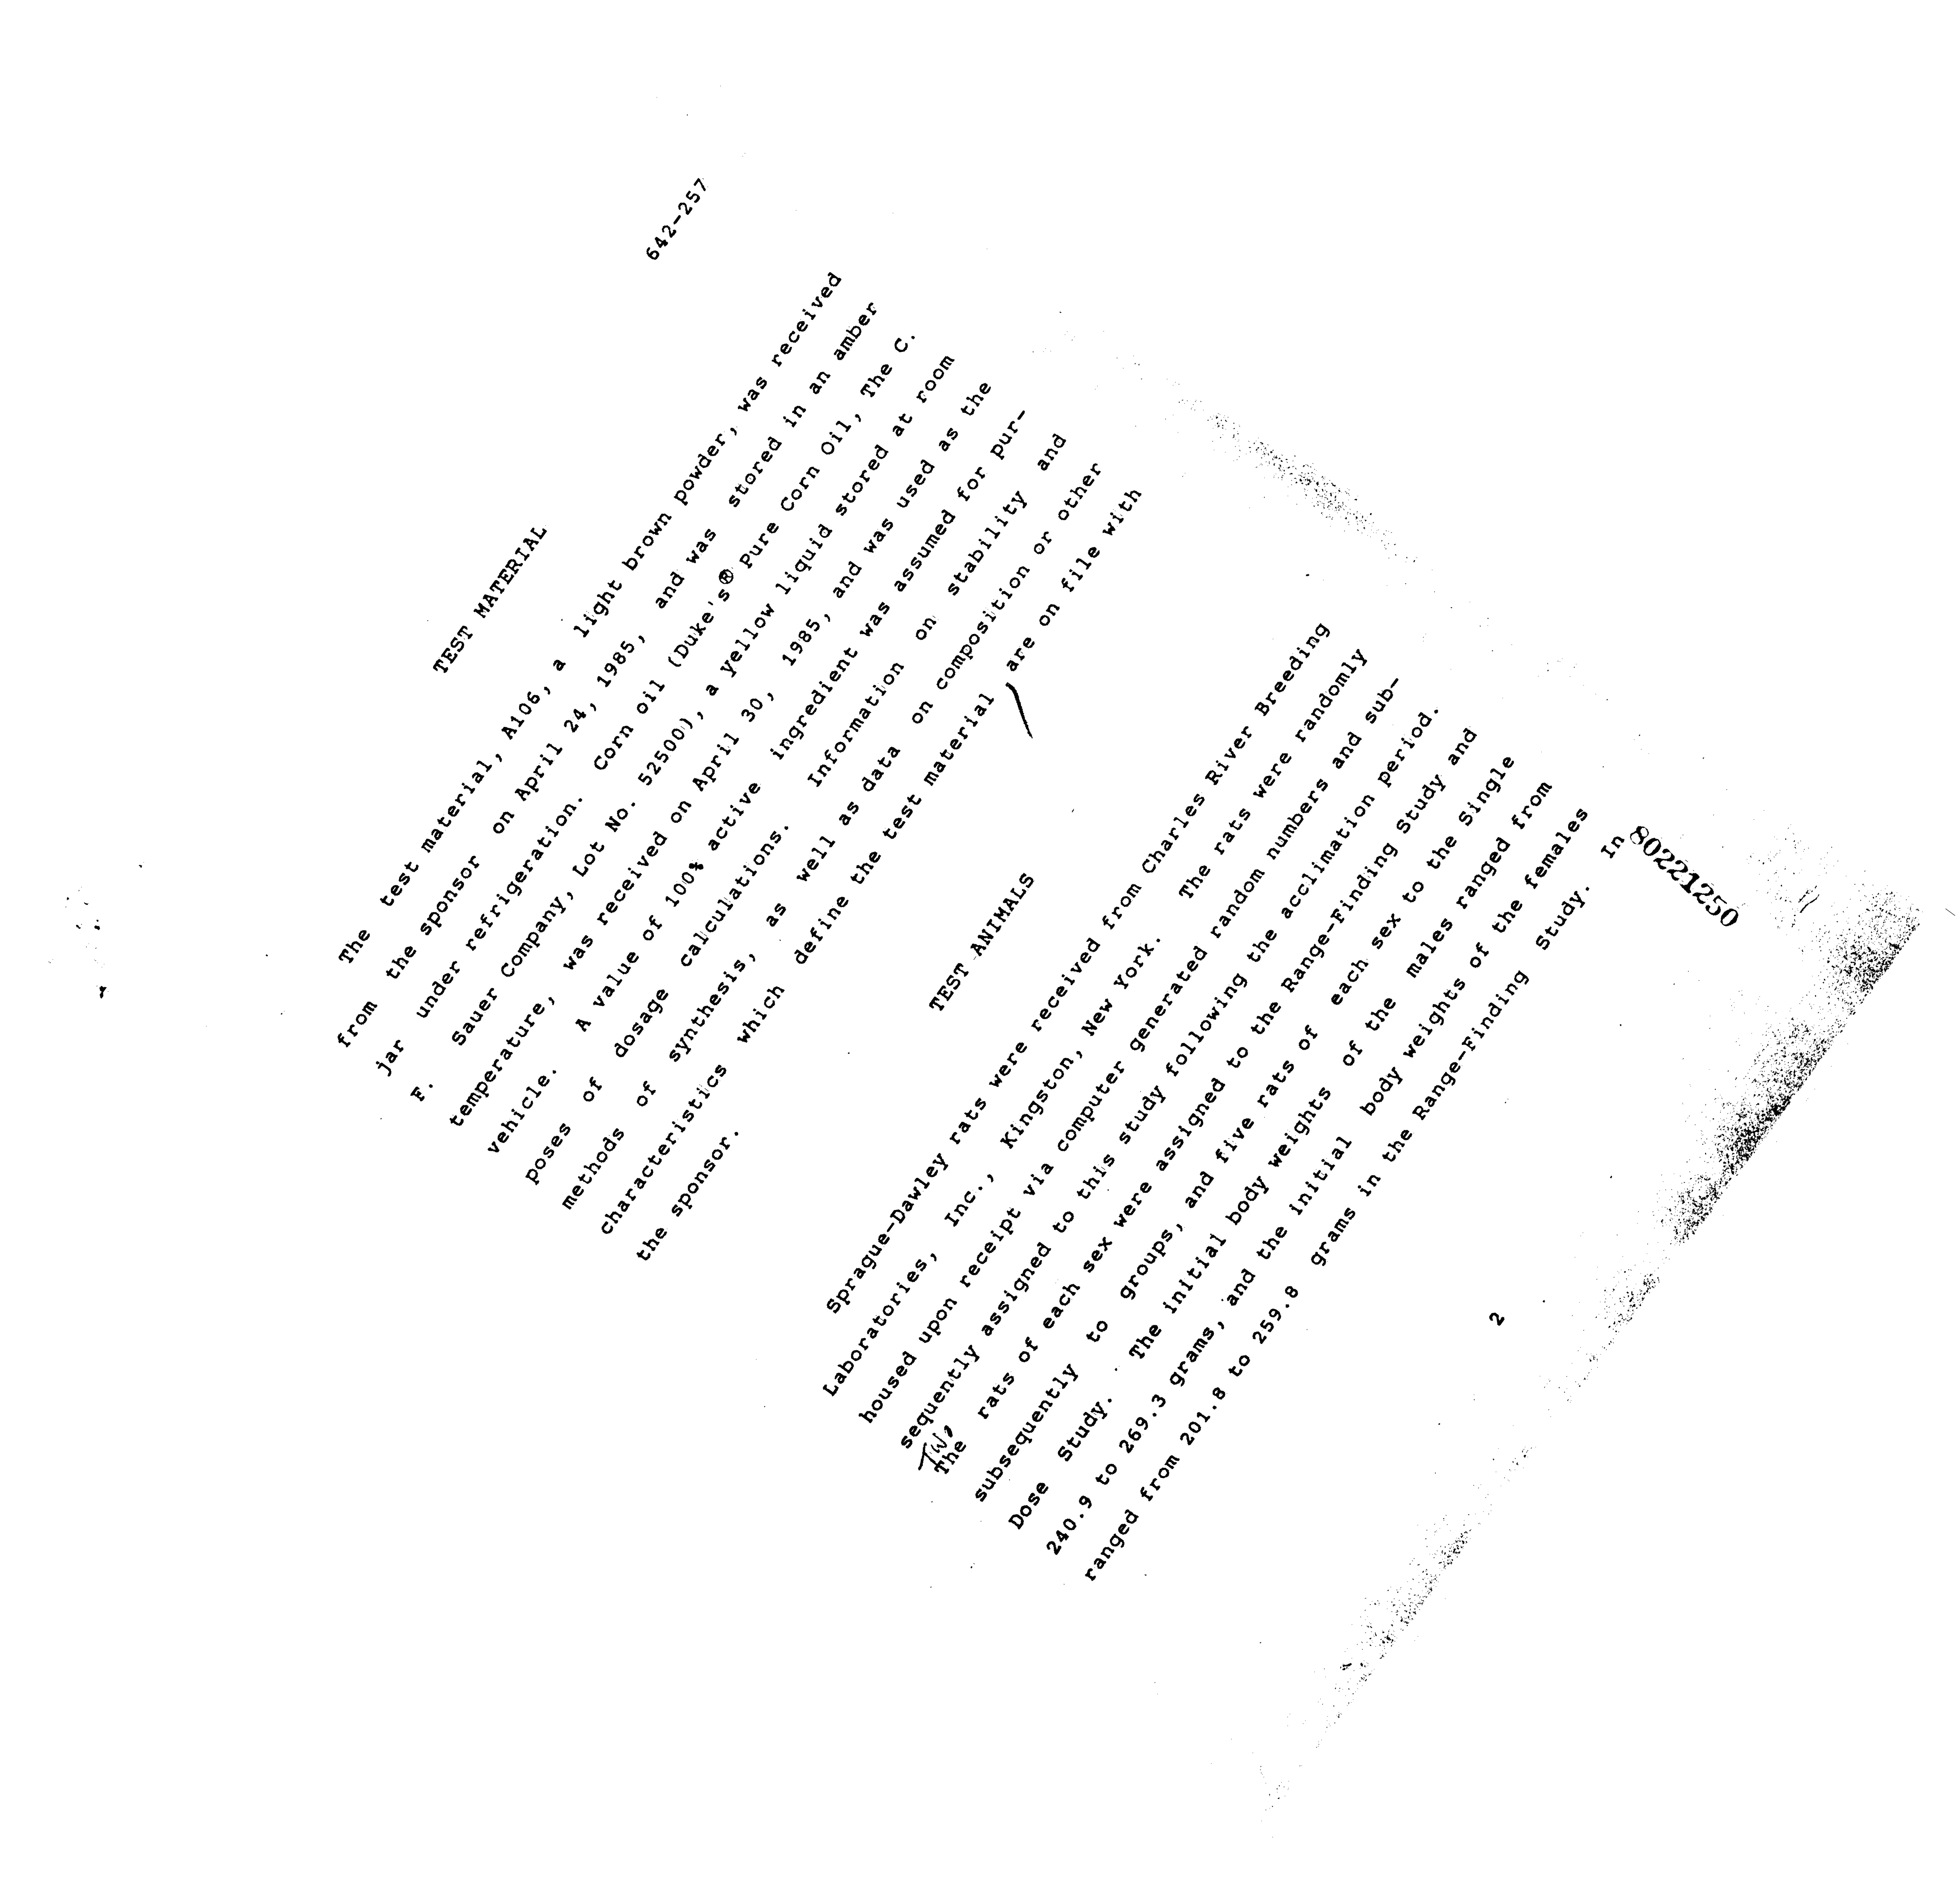 642-257
TEST MATERIAL
The test material, A106, a light brown powder, was received
from the sponsor on April 24, 1985, and was stored in an amber
jar under refrigeration. Corn oil (Duke's® Pure Corn Oil, The C.
F. Sauer Company, Lot No. 52500), a yellow liquid stored at room
temperature, was received on April 30, 1985, and was used as the
vehicle. A value of 100% active ingredient was assumed for pur-
poses of dosage calculations. Information on stability and
methods of synthesis, as well as data on composition or other
characteristics which define the test material are on file with
the sponsor.
TEST ANIMALS
Sprague-Dawley rats were received from Charles River Breeding
Laboratories, Inc., Kingston, New York. The rats were randomly
housed upon receipt via computer generated random numbers and sub-
sequently assigned to this study following the acclimation period.
The rats of each sex were assigned to the Range-Finding Study and
subsequently to groups, and five rats of each sex to the Single
Dose Study. The initial body weights of the males ranged from
240.9 to 269.3 grams, and the initial body weights of the females
ranged from 201.8 to 259.8 grams in the Range-Finding Study. In
80221250
2